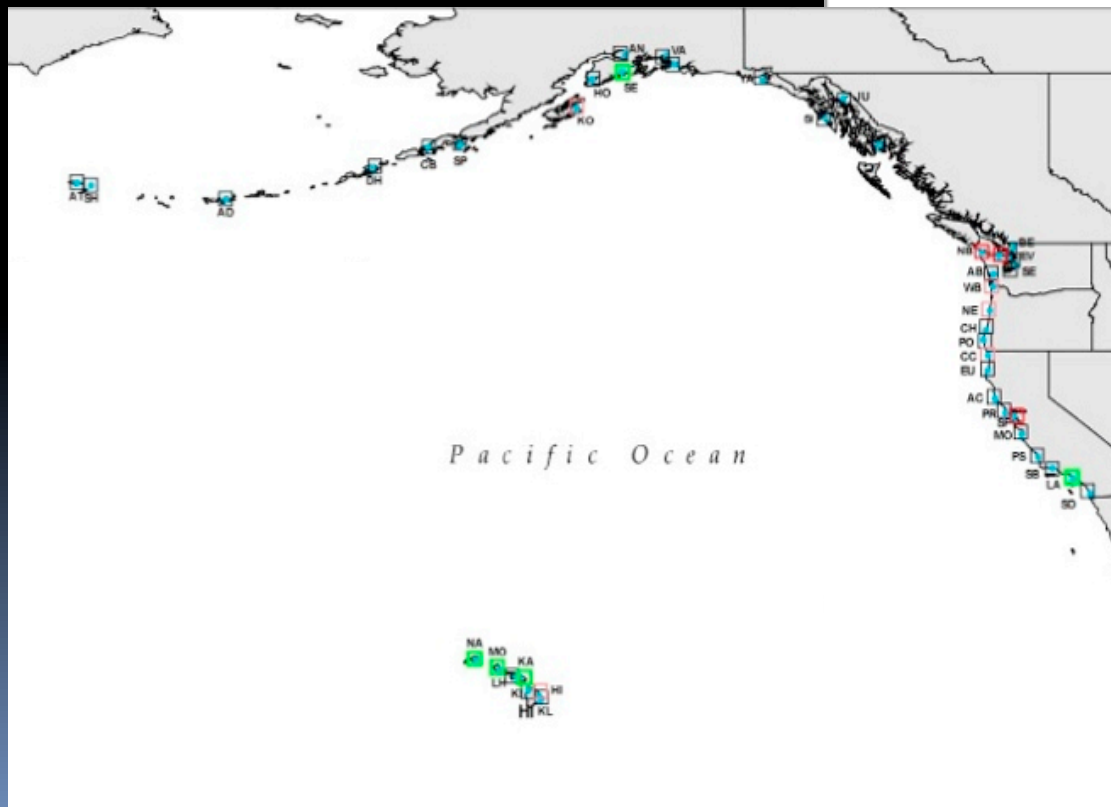 AN
VA
HO
SE
YA
JU
KO
SI
CB
SP
DH
AT
SH
AD
NB
BE
EV
AB
SE
WB
NE
CH
PO
CC
EU
AC
PR
SF
MO
PS
SB
LA
SD
Pacific Ocean
NA
MO
KA
LH
HI
KL
HI